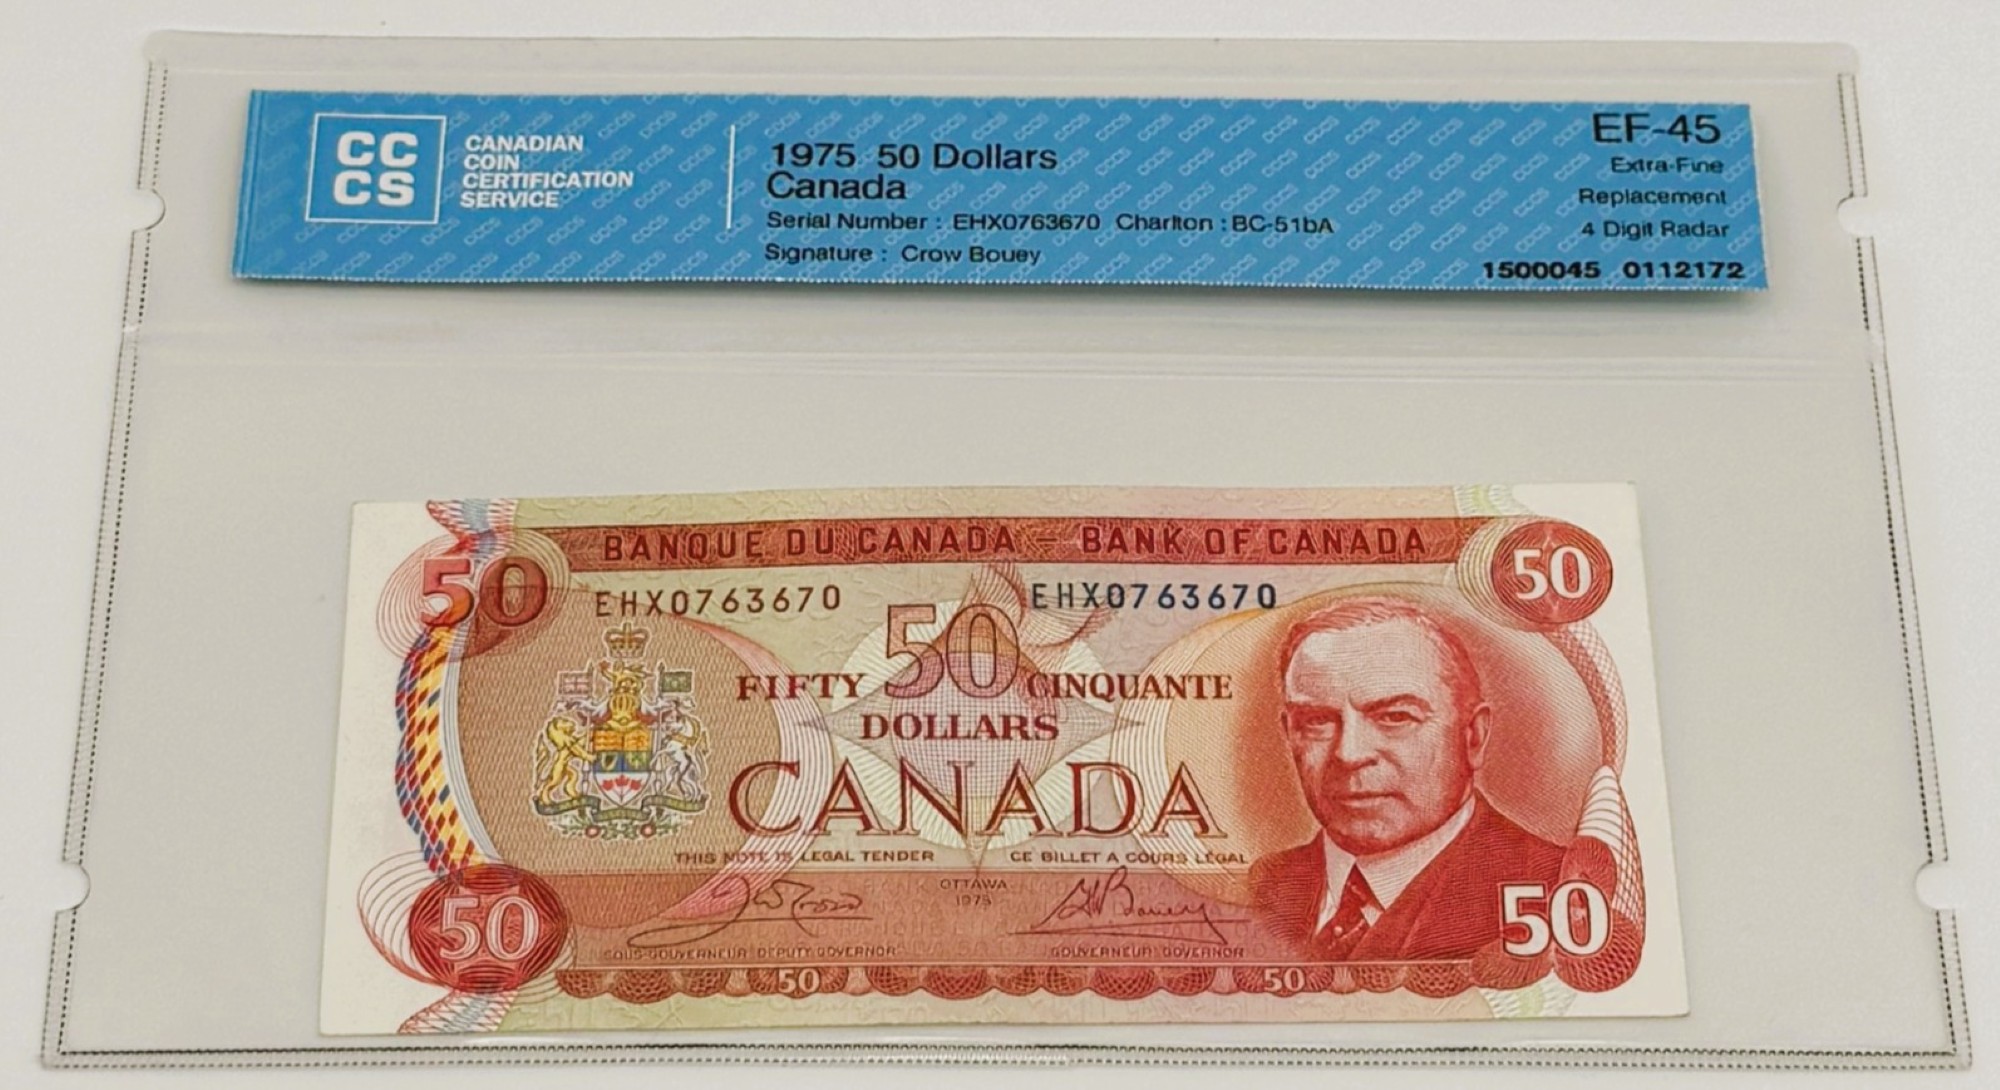 CC
CS
CANADIAN
COIN
CERTIFICATION
SERVICE
1975 50 Dollars
Canada
Serial Number : EHX0763670 Charlton : BC-51bA
Signature : Crow Bouey
EF-45
Extra-Fine
Replacement
4 Digit Radar
1500045 0112172
BANQUE DU CANADA – BANK OF CANADA
50
50
EHX0763670
EHX0763670
50
FIFTY
CINQUANTE
DOLLARS
CANADA
THIS NOTE IS LEGAL TENDER
CE BILLET A COURS LÉGAL
OTTAWA
1975
SOUS-GOUVERNEUR DEPUTY GOVERNOR
GOUVERNEUR GOVERNOR
50
50
50
50